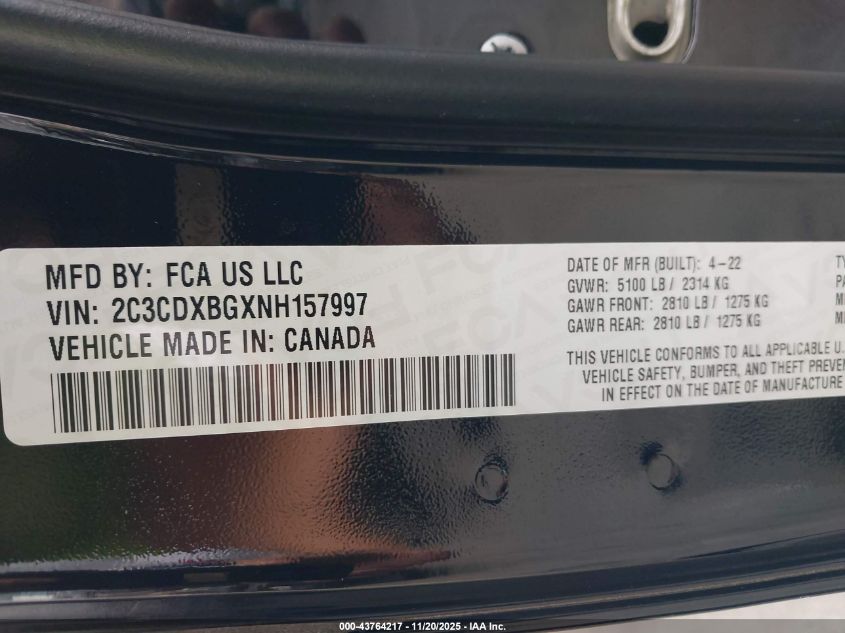 MFD BY: FCA US LLC
VIN: 2C3CDXBGXNH157997
VEHICLE MADE IN: CANADA
DATE OF MFR (BUILT): 4-22
GVWR: 5100 LB / 2314 KG
GAWR FRONT: 2810 LB / 1275 KG
GAWR REAR: 2810 LB / 1275 KG
THIS VEHICLE CONFORMS TO ALL APPLICABLE U.
VEHICLE SAFETY, BUMPER, AND THEFT PREVEN
IN EFFECT ON THE DATE OF MANUFACTURE
000-43764217 - 11/20/2025 - IAA Inc.